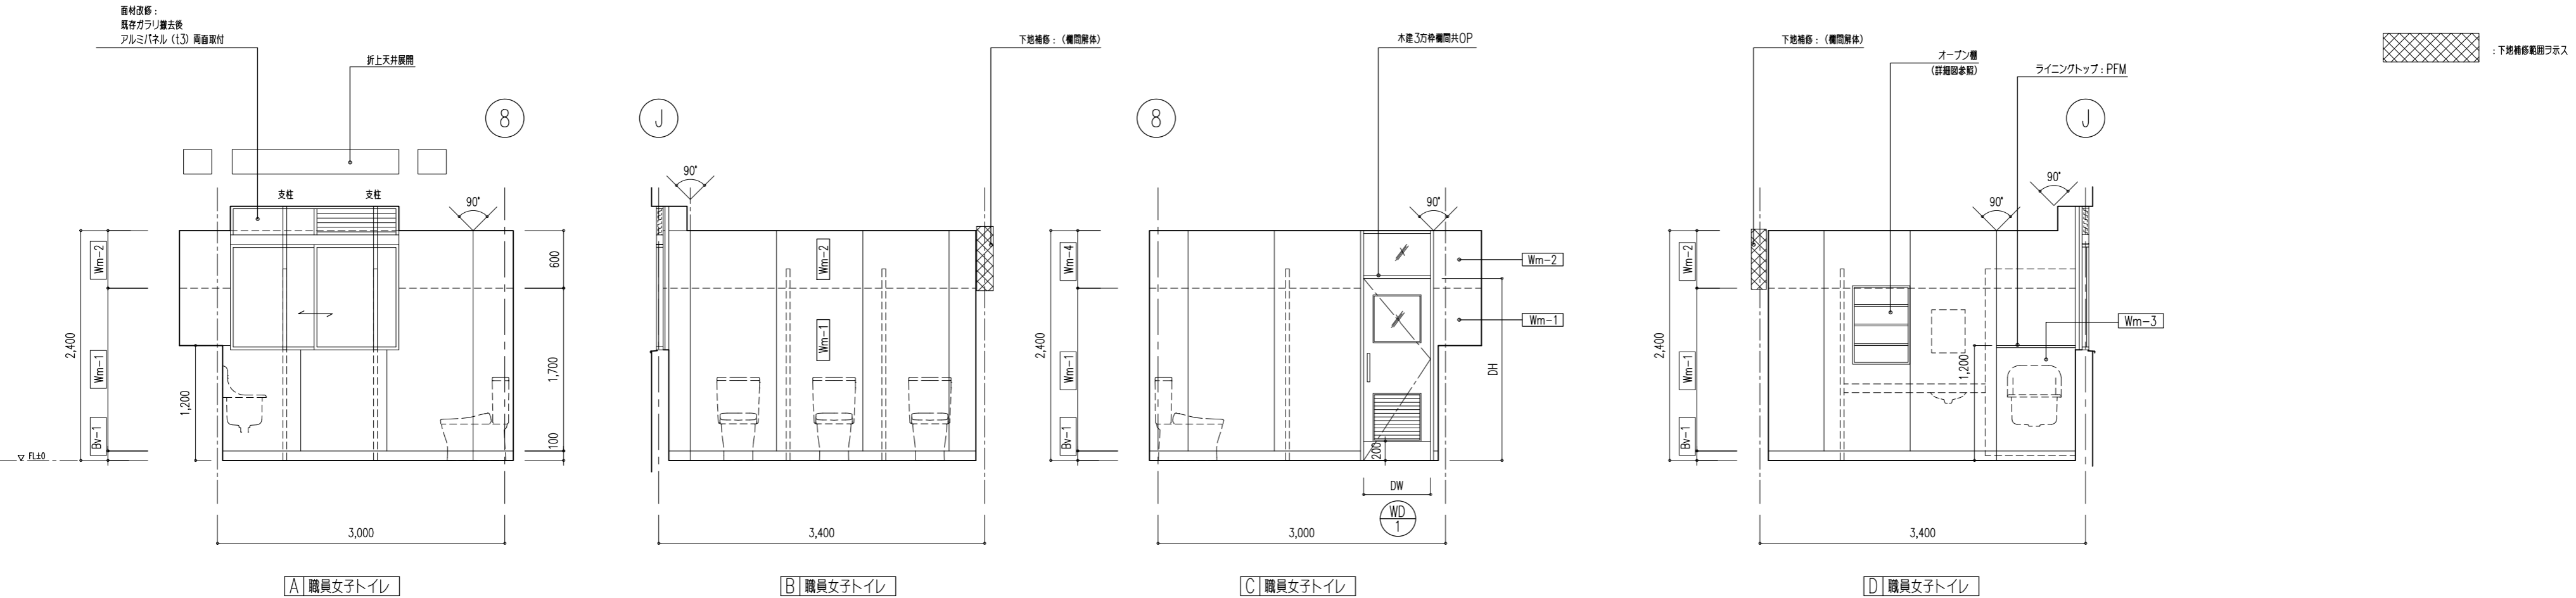 面材改修：
既存ガラリ撤去後
アルミパネル（t3）両面取付
折上天井展開
8
支柱
支柱
90°
Wm-2
Wm-1
Bv-1
2,400
1,200
600
1,700
100
▽ FL±0
3,000
A 職員女子トイレ
J
下地補修：（欄間解体）
90°
Wm-2
Wm-1
3,400
B 職員女子トイレ
8
木建3方枠欄間共OP
90°
Wm-4
Wm-1
Bv-1
2,400
Wm-2
Wm-1
DH
200
DW
WD
1
3,000
C 職員女子トイレ
下地補修：（欄間解体）
オープン棚
（詳細図参照）
ライニングトップ：PFM
J
90°
90°
Wm-2
Wm-1
Bv-1
2,400
1,200
Wm-3
3,400
D 職員女子トイレ
：下地補修範囲ヲ示ス